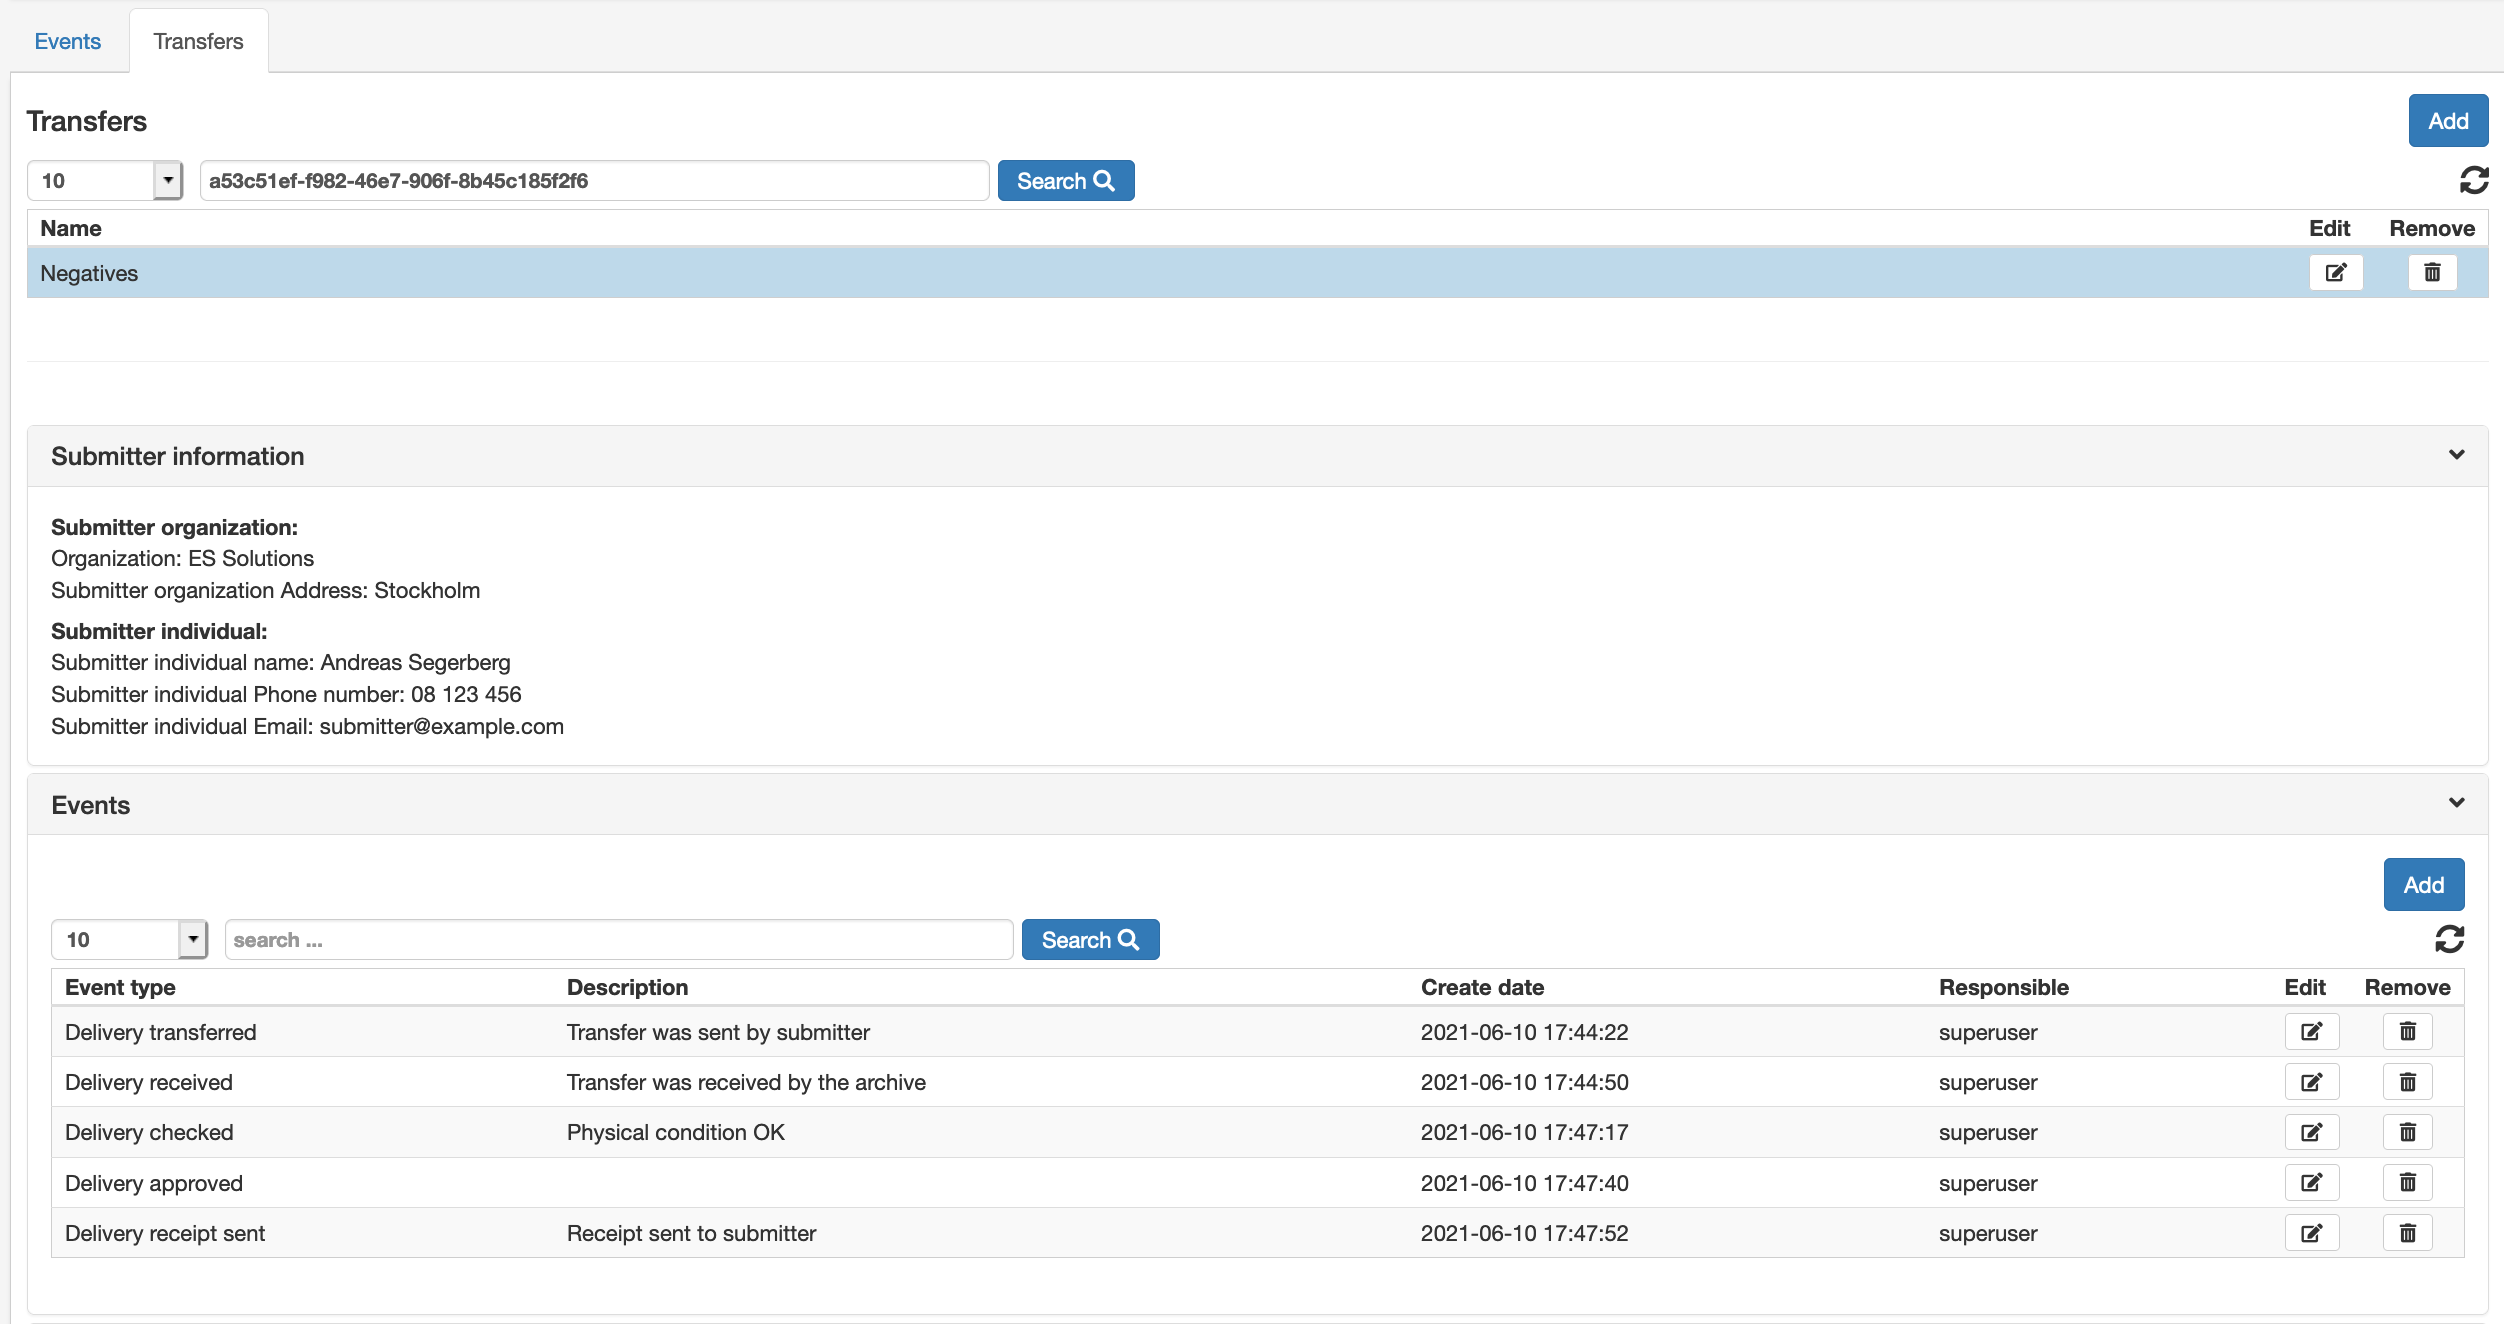 Events Transfers
Transfers Add
10 a53c51ef-f982-46e7-906f-8b45c185f2f6 Search
Name Edit Remove
Negatives
Submitter information
Submitter organization:
Organization: ES Solutions
Submitter organization Address: Stockholm
Submitter individual:
Submitter individual name: Andreas Segerberg
Submitter individual Phone number: 08 123 456
Submitter individual Email: submitter@example.com
Events
Add
10 search ... Search
Event type Description Create date Responsible Edit Remove
Delivery transferred Transfer was sent by submitter 2021-06-10 17:44:22 superuser
Delivery received Transfer was received by the archive 2021-06-10 17:44:50 superuser
Delivery checked Physical condition OK 2021-06-10 17:47:17 superuser
Delivery approved 2021-06-10 17:47:40 superuser
Delivery receipt sent Receipt sent to submitter 2021-06-10 17:47:52 superuser